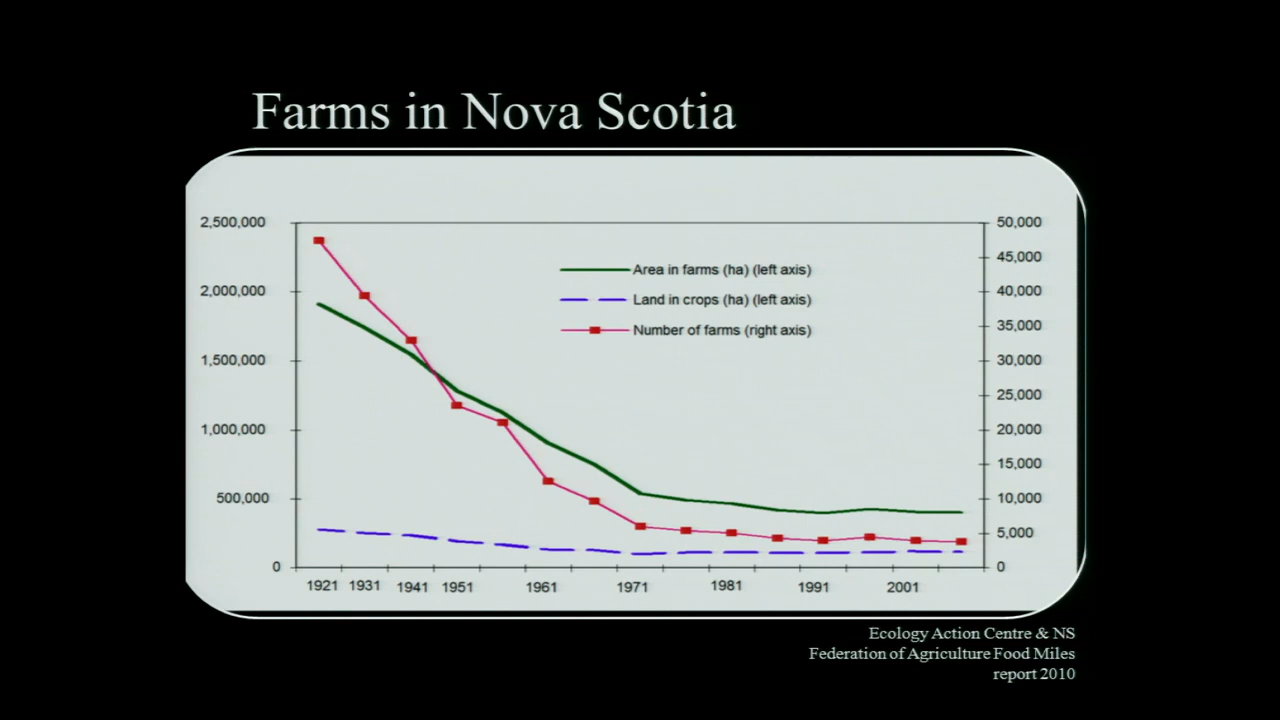 Farms in Nova Scotia
2,500,000
2,000,000
1,500,000
1,000,000
500,000
0
50,000
45,000
40,000
35,000
30,000
25,000
20,000
15,000
10,000
5,000
0
Area in farms (ha) (left axis)
Land in crops (ha) (left axis)
Number of farms (right axis)
1921 1931 1941 1951 1961 1971 1981 1991 2001
Ecology Action Centre & NS
Federation of Agriculture Food Miles
report 2010